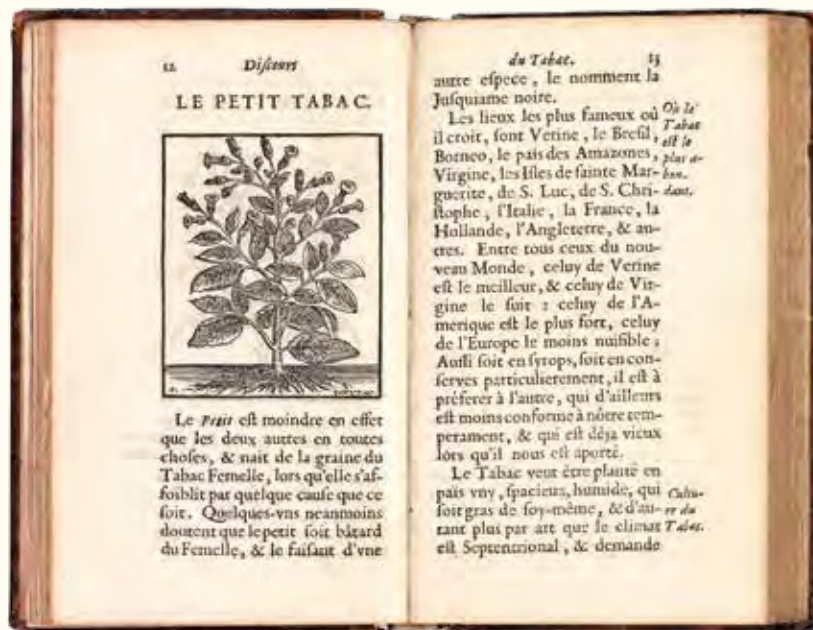 12 Discours
LE PETIT TABAC.
Le Petit est moindre en effet
que les deux autres en toutes
choses, & nait de la graine du
Tabac Femelle, lors qu'elle s'af-
foiblit par quelque cause que ce
soit. Quelques-vns neanmoins
doutent que le petit soit bâtard
du Femelle, & le faisant d'vne
du Tabac. 13
autre espece, le nomment la
Jusquiame noire.
Les lieux les plus fameux où
il croit, sont Verine, le Bresil,
Borneo, le païs des Amazones,
Virgine, les Isles de sainte Mar-
guerite, de S. Luc, de S. Chri-
stophe, l'Italie, la France, la
Hollande, l'Angleterre, & au-
tres. Entre tous ceux du nou-
veau Monde, celuy de Verine
est le meilleur, & celuy de Vir-
gine le suit : celuy de l'A-
merique est le plus fort, celuy
de l'Europe le moins nuisible ;
Aussi soit en syrops, soit en con-
serves particulierement, il est à
préferer à l'autre, qui d'ailleurs
est moins conforme à nôtre tem-
perament, & qui est déja vieux
lors qu'il nous est aporté.
Où le
Tabac
est le
plus a-
bon-
dant.
Le Tabac veut être planté en
païs vny, spacieux, humide, qui
soit gras de soy-même, & d'au-
tant plus par art que le climat
est Septentrional, & demande
Cultu-
re du
Tabac.